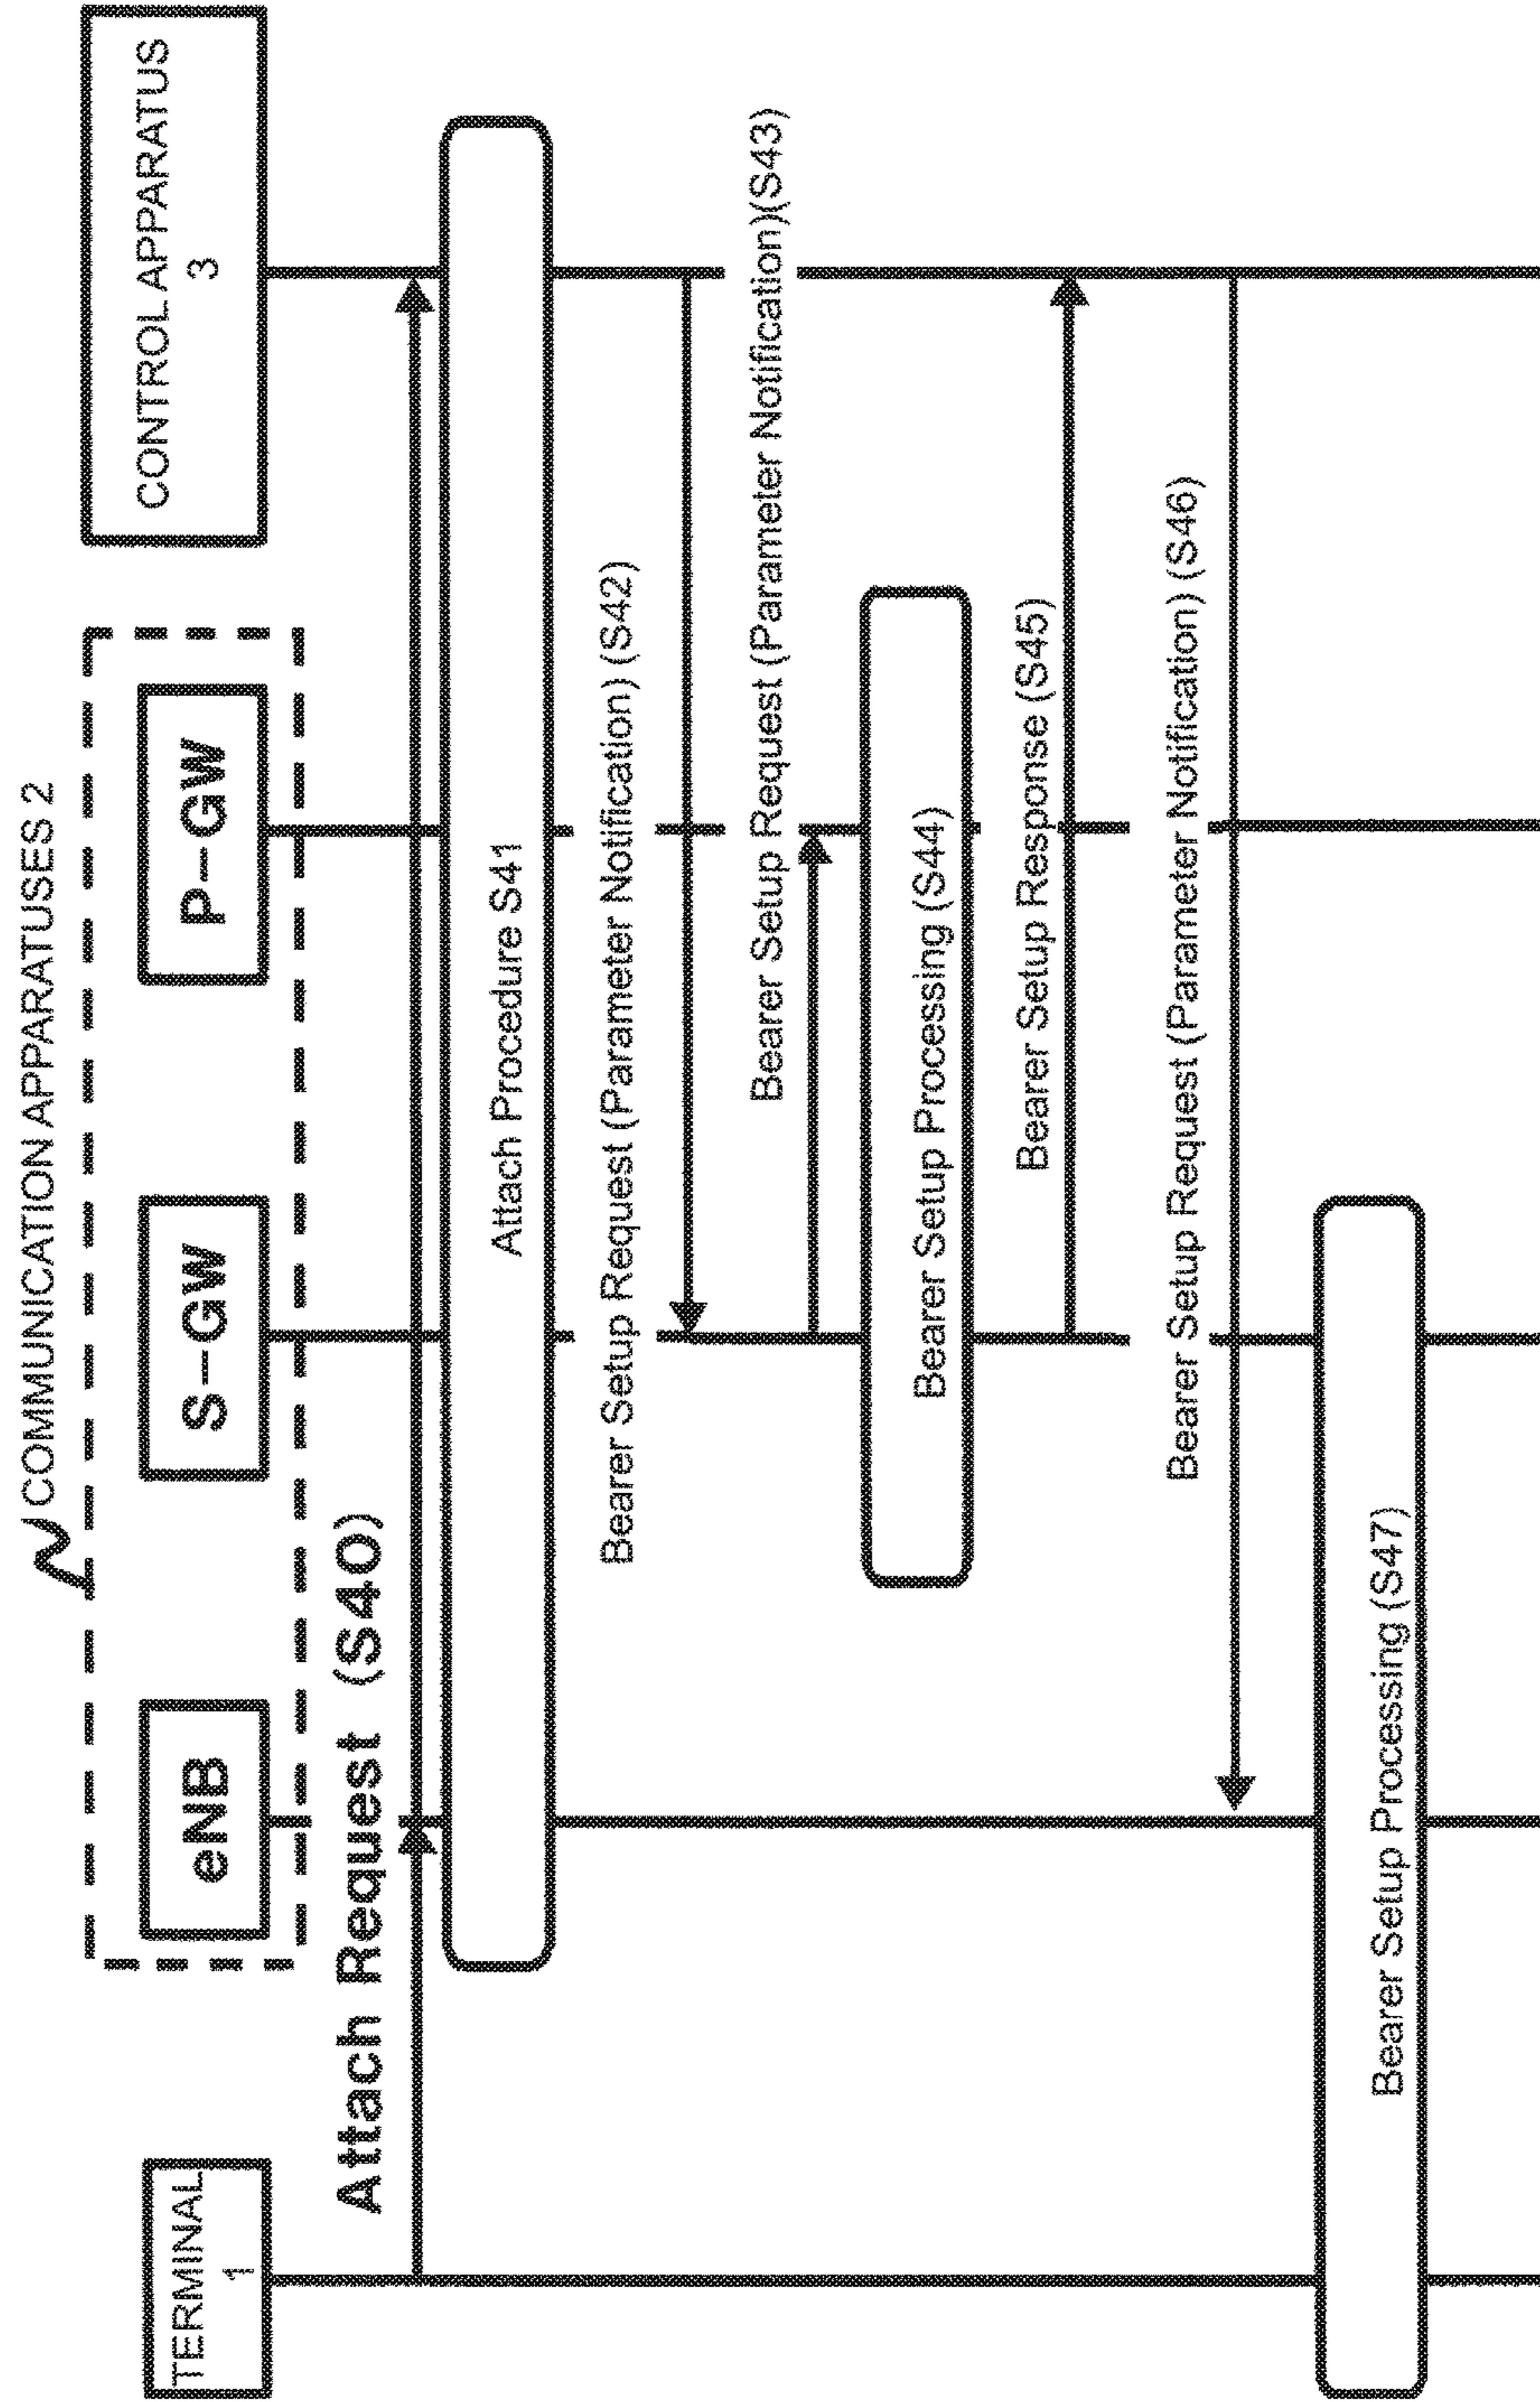 COMMUNICATION APPARATUSES 2
TERMINAL
1
eNB
S-GW
P-GW
CONTROL APPARATUS
3
Attach Request (S40)
Attach Procedure S41
Bearer Setup Request (Parameter Notification) (S42)
Bearer Setup Request (Parameter Notification)(S43)
Bearer Setup Processing (S44)
Bearer Setup Response (S45)
Bearer Setup Request (Parameter Notification) (S46)
Bearer Setup Processing (S47)